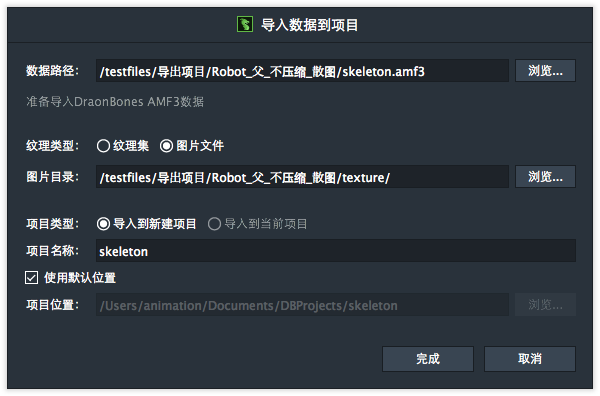 导入数据到项目
数据路径： /testfiles/导出项目/Robot_父_不压缩_散图/skeleton.amf3 浏览...
准备导入DraonBones AMF3数据
纹理类型： 纹理集 图片文件
图片目录： /testfiles/导出项目/Robot_父_不压缩_散图/texture/ 浏览...
项目类型： 导入到新建项目 导入到当前项目
项目名称： skeleton
使用默认位置
项目位置： /Users/animation/Documents/DBProjects/skeleton 浏览...
完成 取消